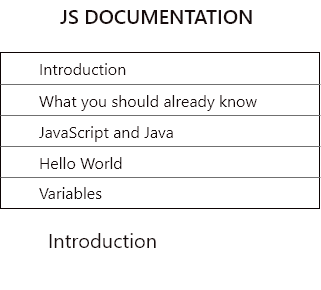 JS DOCUMENTATION
Introduction
What you should already know
JavaScript and Java
Hello World
Variables
Introduction